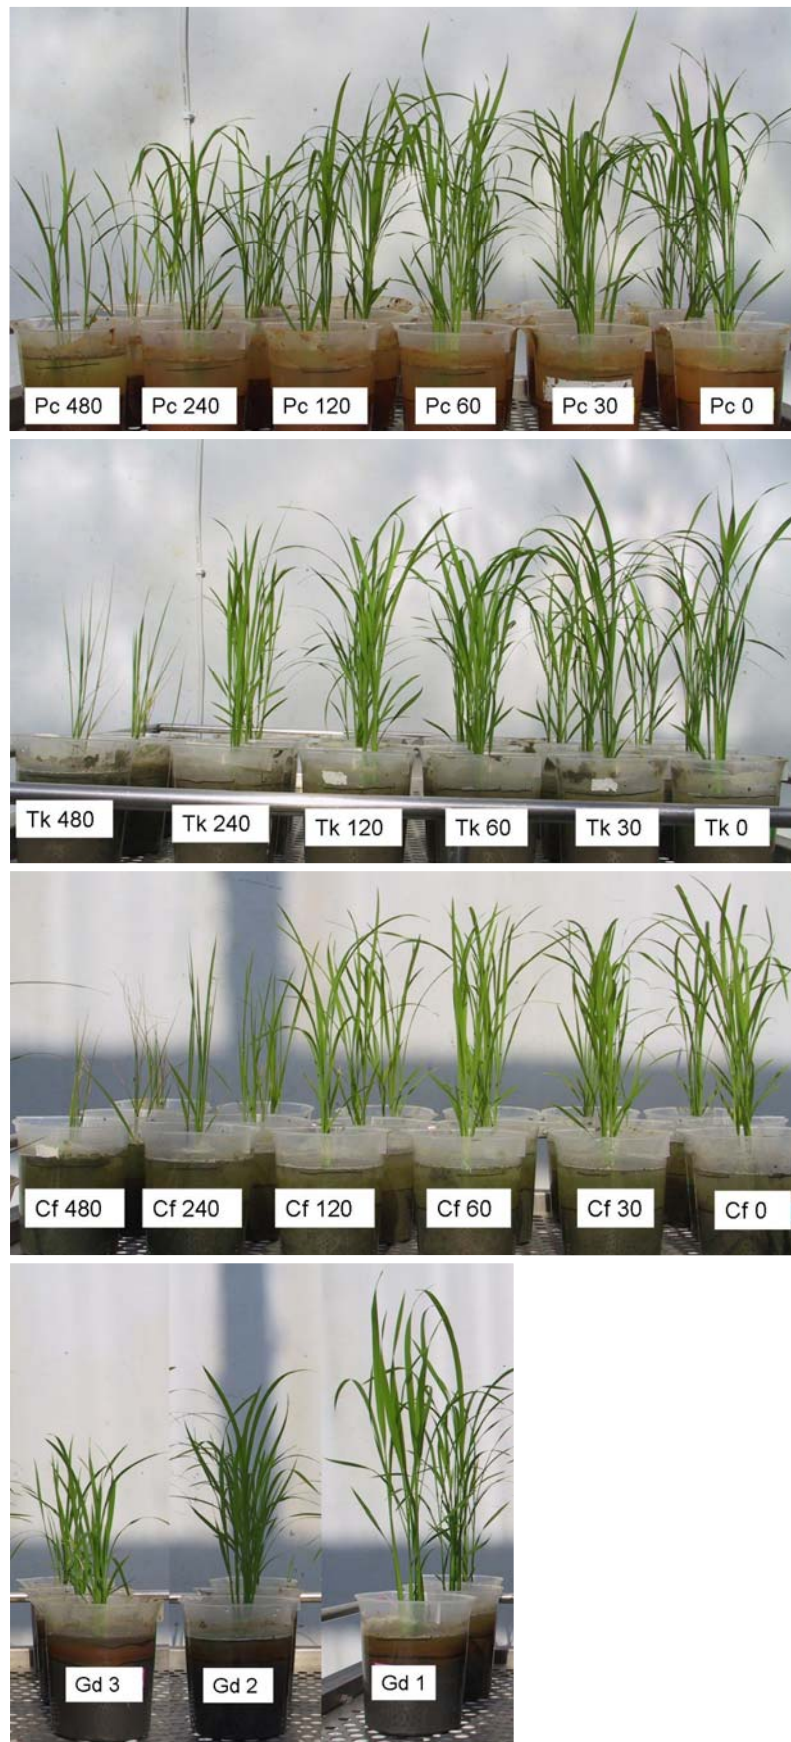 Pc 480
Pc 240
Pc 120
Pc 60
Pc 30
Pc 0
Tk 480
Tk 240
Tk 120
Tk 60
Tk 30
Tk 0
Cf 480
Cf 240
Cf 120
Cf 60
Cf 30
Cf 0
Gd 3
Gd 2
Gd 1